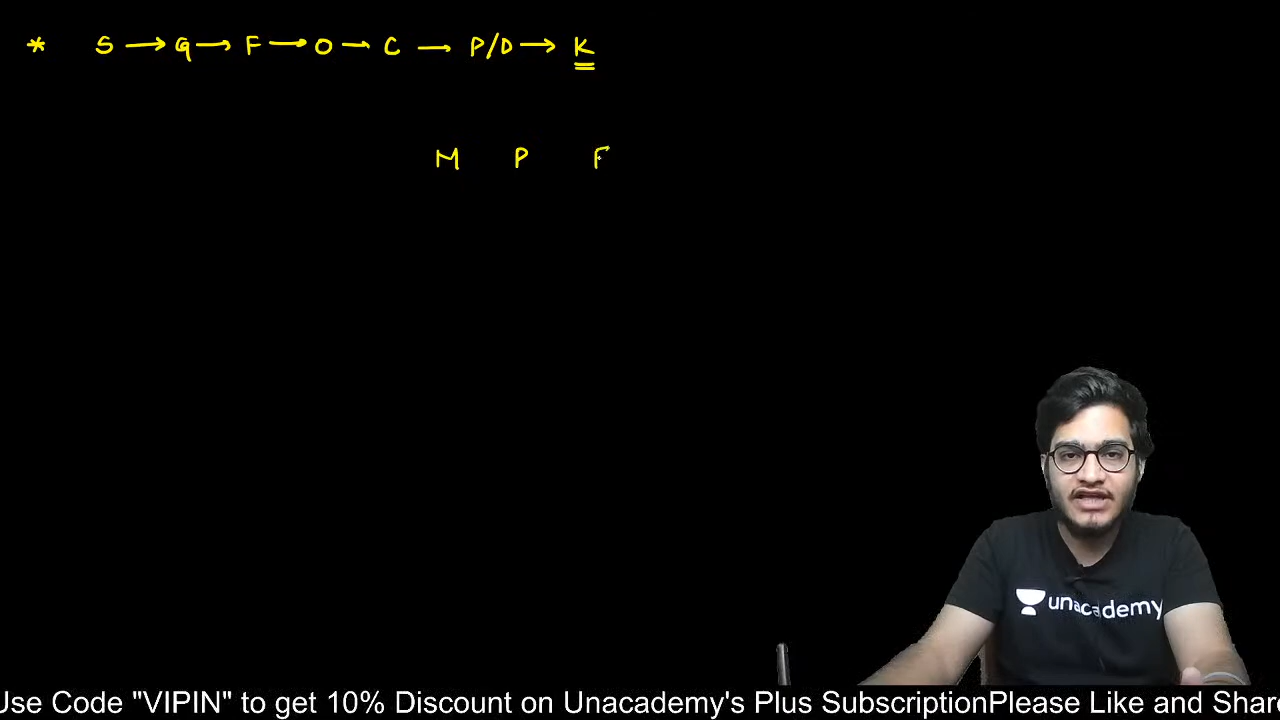 * S → G → F → O → C → P/D → K
M P F
unacademy
Use Code "VIPIN" to get 10% Discount on Unacademy's Plus SubscriptionPlease Like and Shar